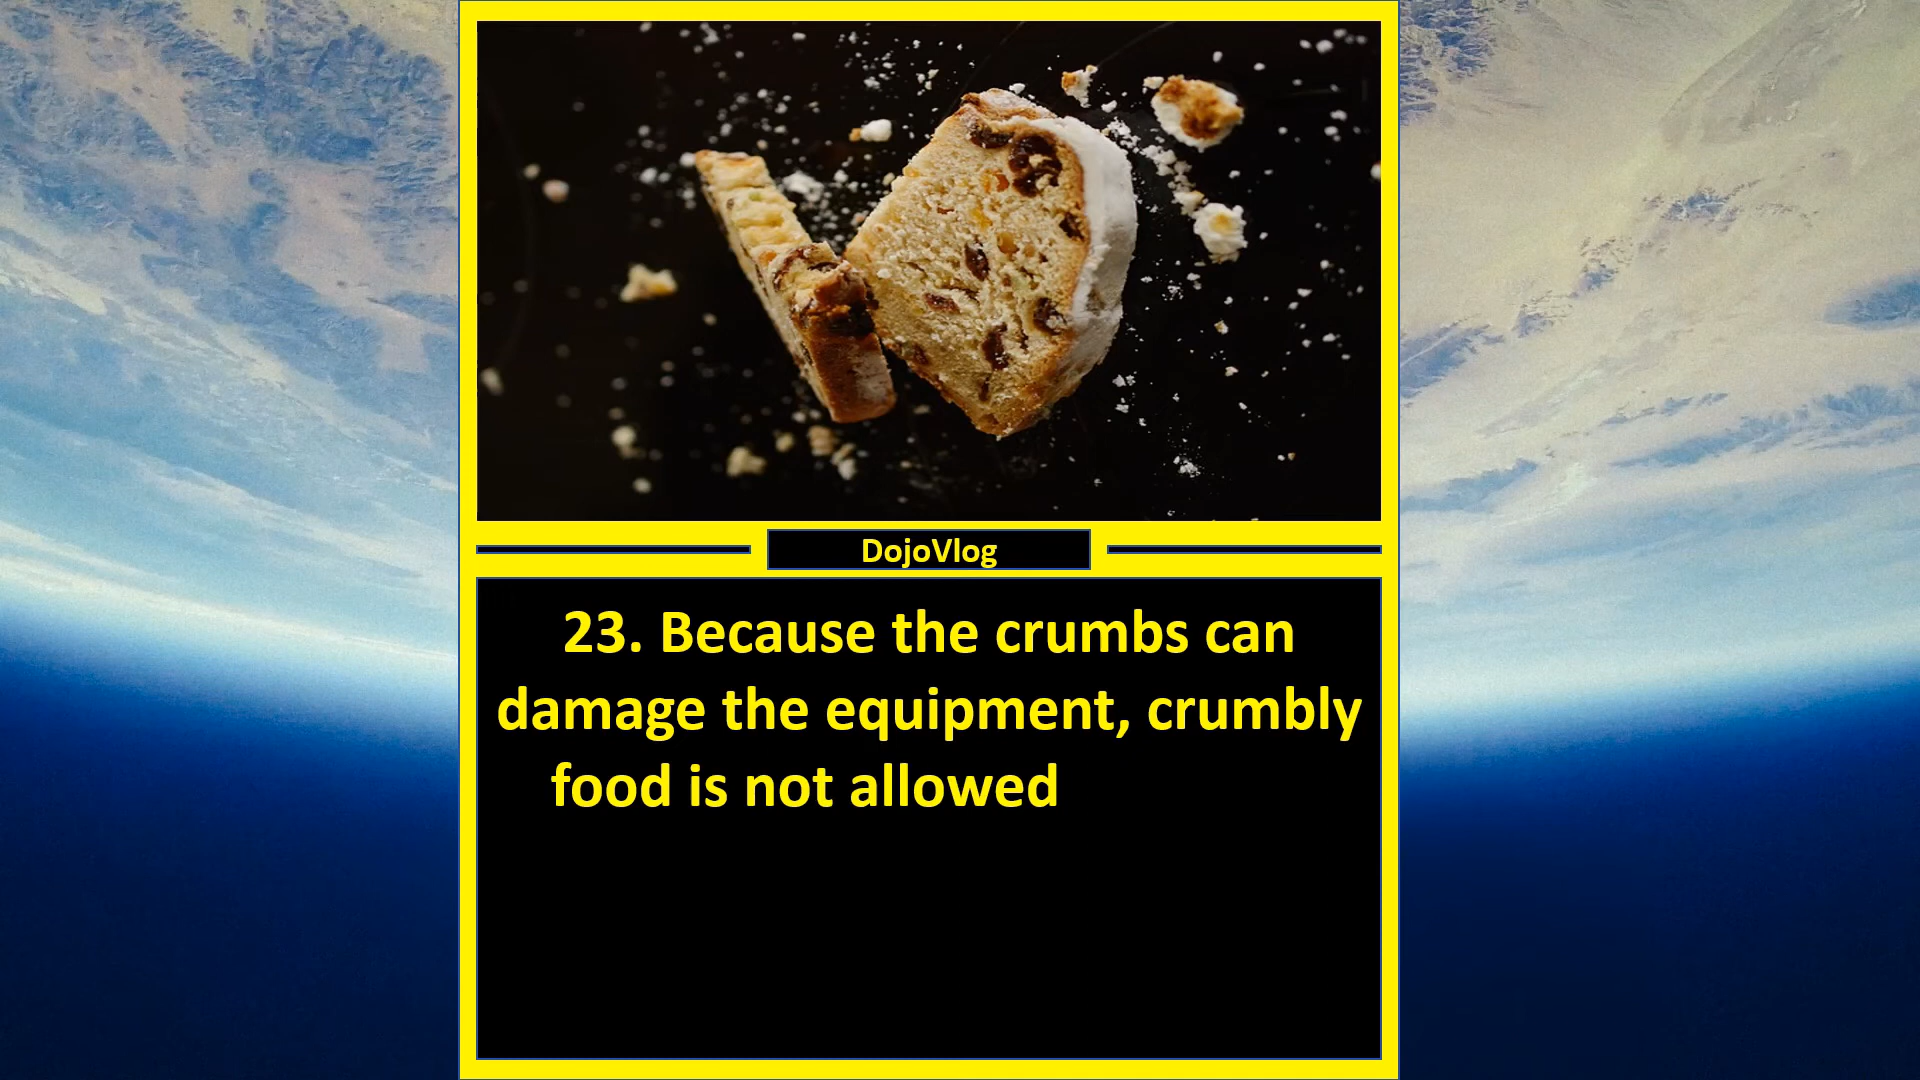 DojoVlog
23. Because the crumbs can
damage the equipment, crumbly
food is not allowed